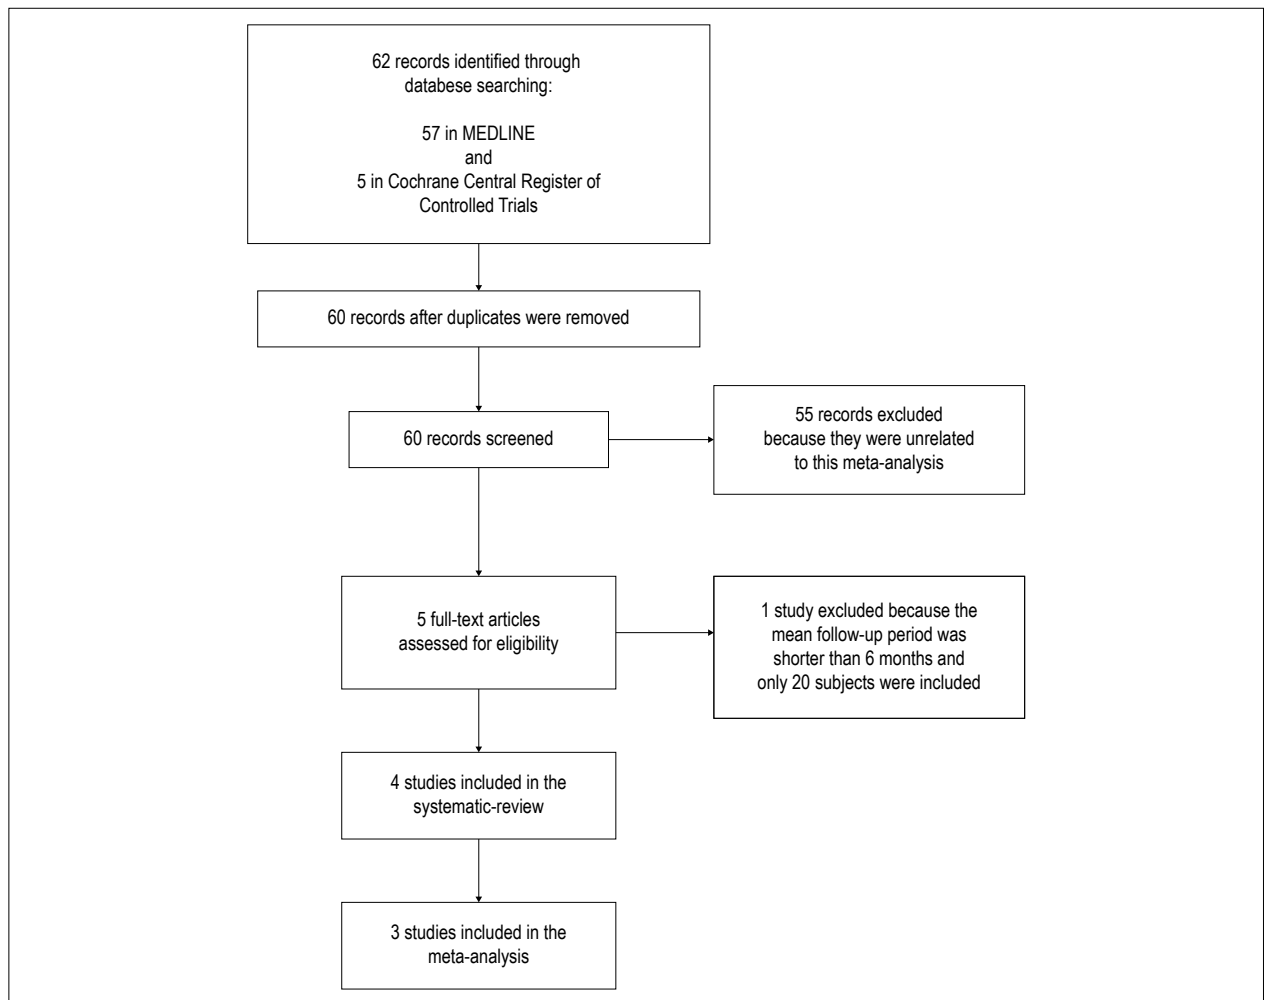 62 records identified through
databese searching:
57 in MEDLINE
and
5 in Cochrane Central Register of
Controlled Trials
60 records after duplicates were removed
60 records screened
55 records excluded
because they were unrelated
to this meta-analysis
5 full-text articles
assessed for eligibility
1 study excluded because the
mean follow-up period was
shorter than 6 months and
only 20 subjects were included
4 studies included in the
systematic-review
3 studies included in the
meta-analysis